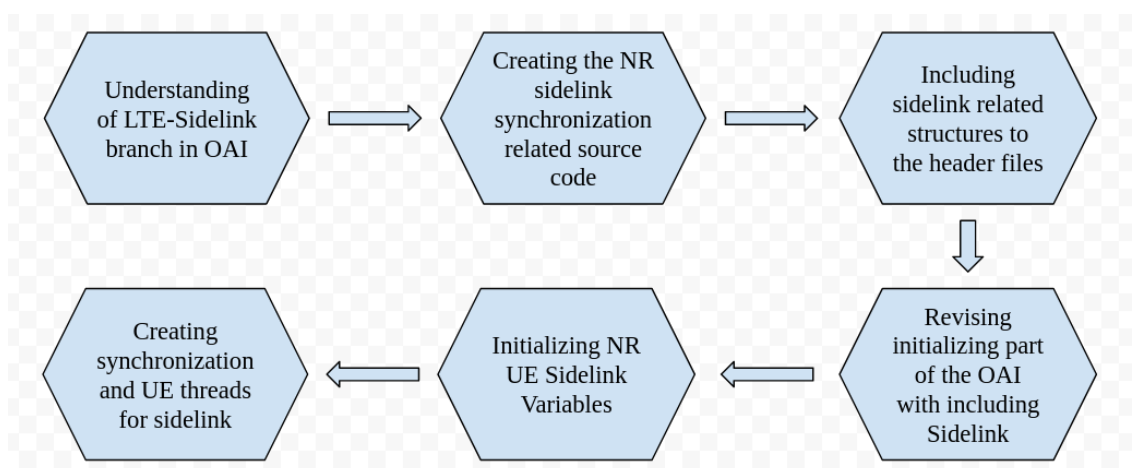 Understanding
of LTE-Sidelink
branch in OAI
Creating the NR
sidelink
synchronization
related source
code
Including
sidelink related
structures to
the header files
Revising
initializing part
of the OAI
with including
Sidelink
Initializing NR
UE Sidelink
Variables
Creating
synchronization
and UE threads
for sidelink